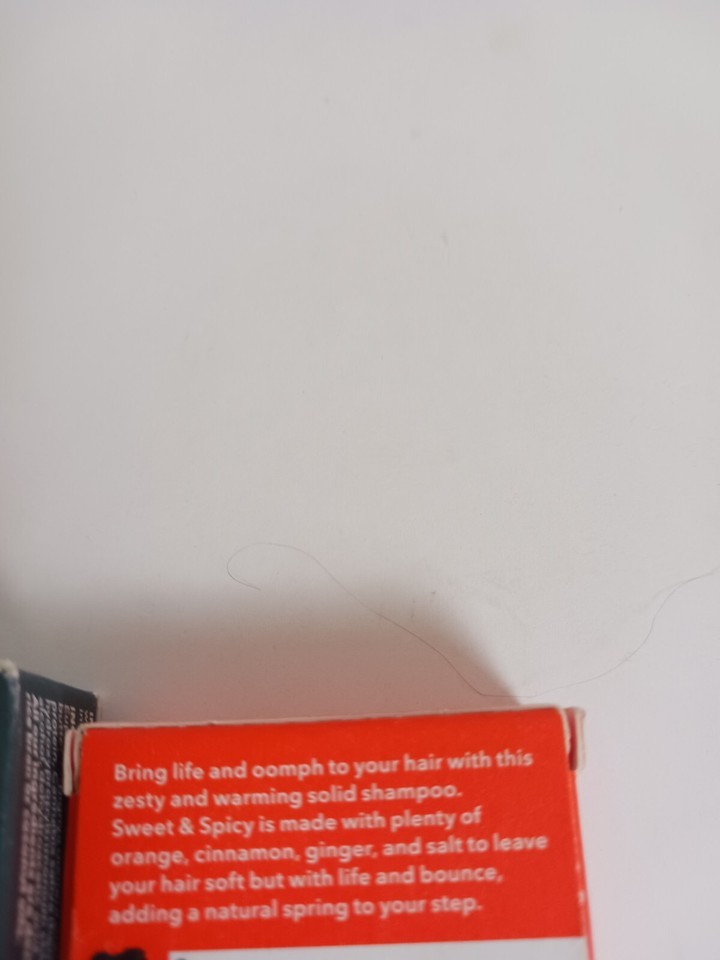 Bring life and oomph to your hair with this
zesty and warming solid shampoo.
Sweet & Spicy is made with plenty of
orange, cinnamon, ginger, and salt to leave
your hair soft but with life and bounce,
adding a natural spring to your step.